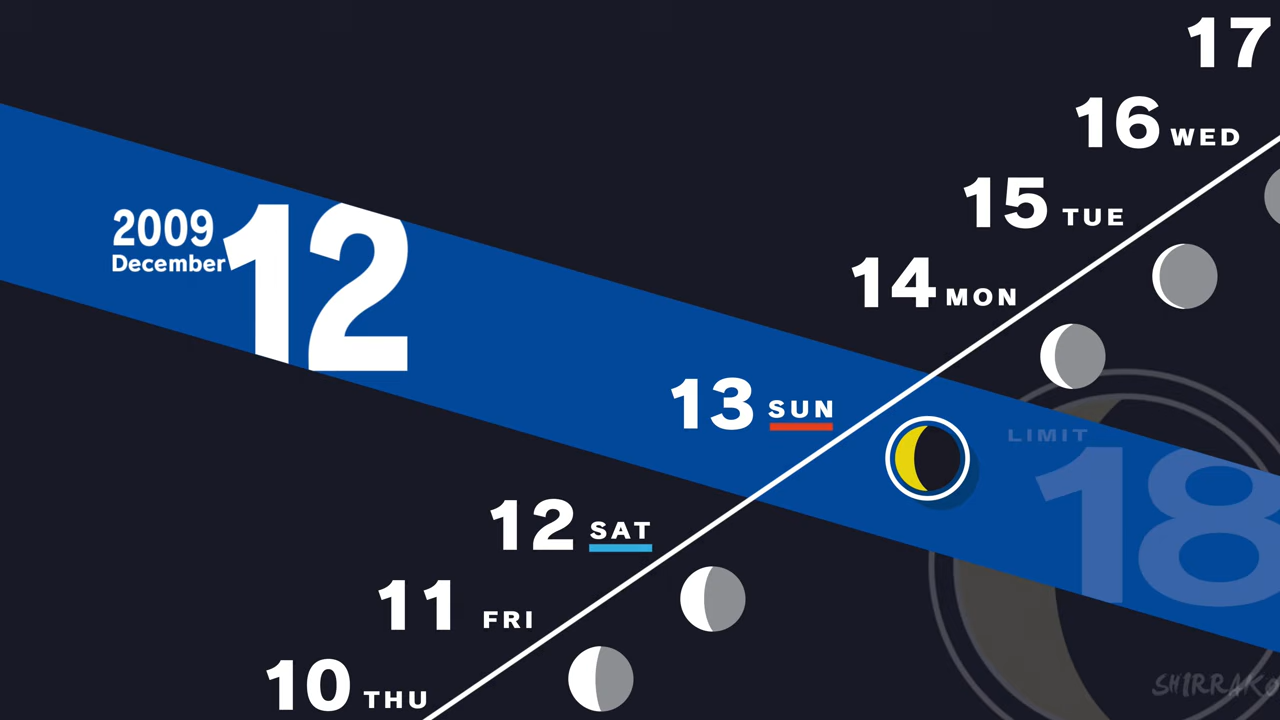 17
16 WED
15 TUE
2009
December
12
14 MON
13 SUN
LIMIT
18
12 SAT
11 FRI
10 THU